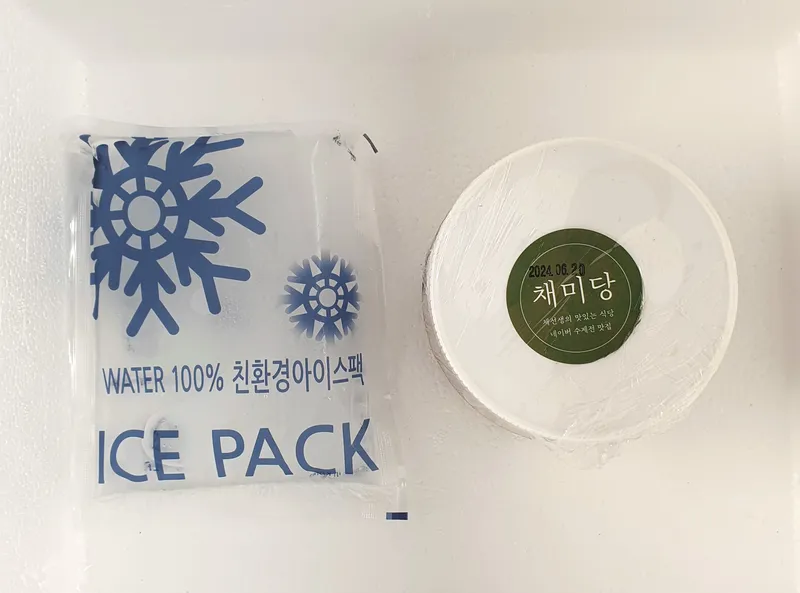 WATER 100% 친환경아이스팩
ICE PACK
2024. 06. 20
채미당
채선생의 맛있는 식당
네이버 수제전 맛집